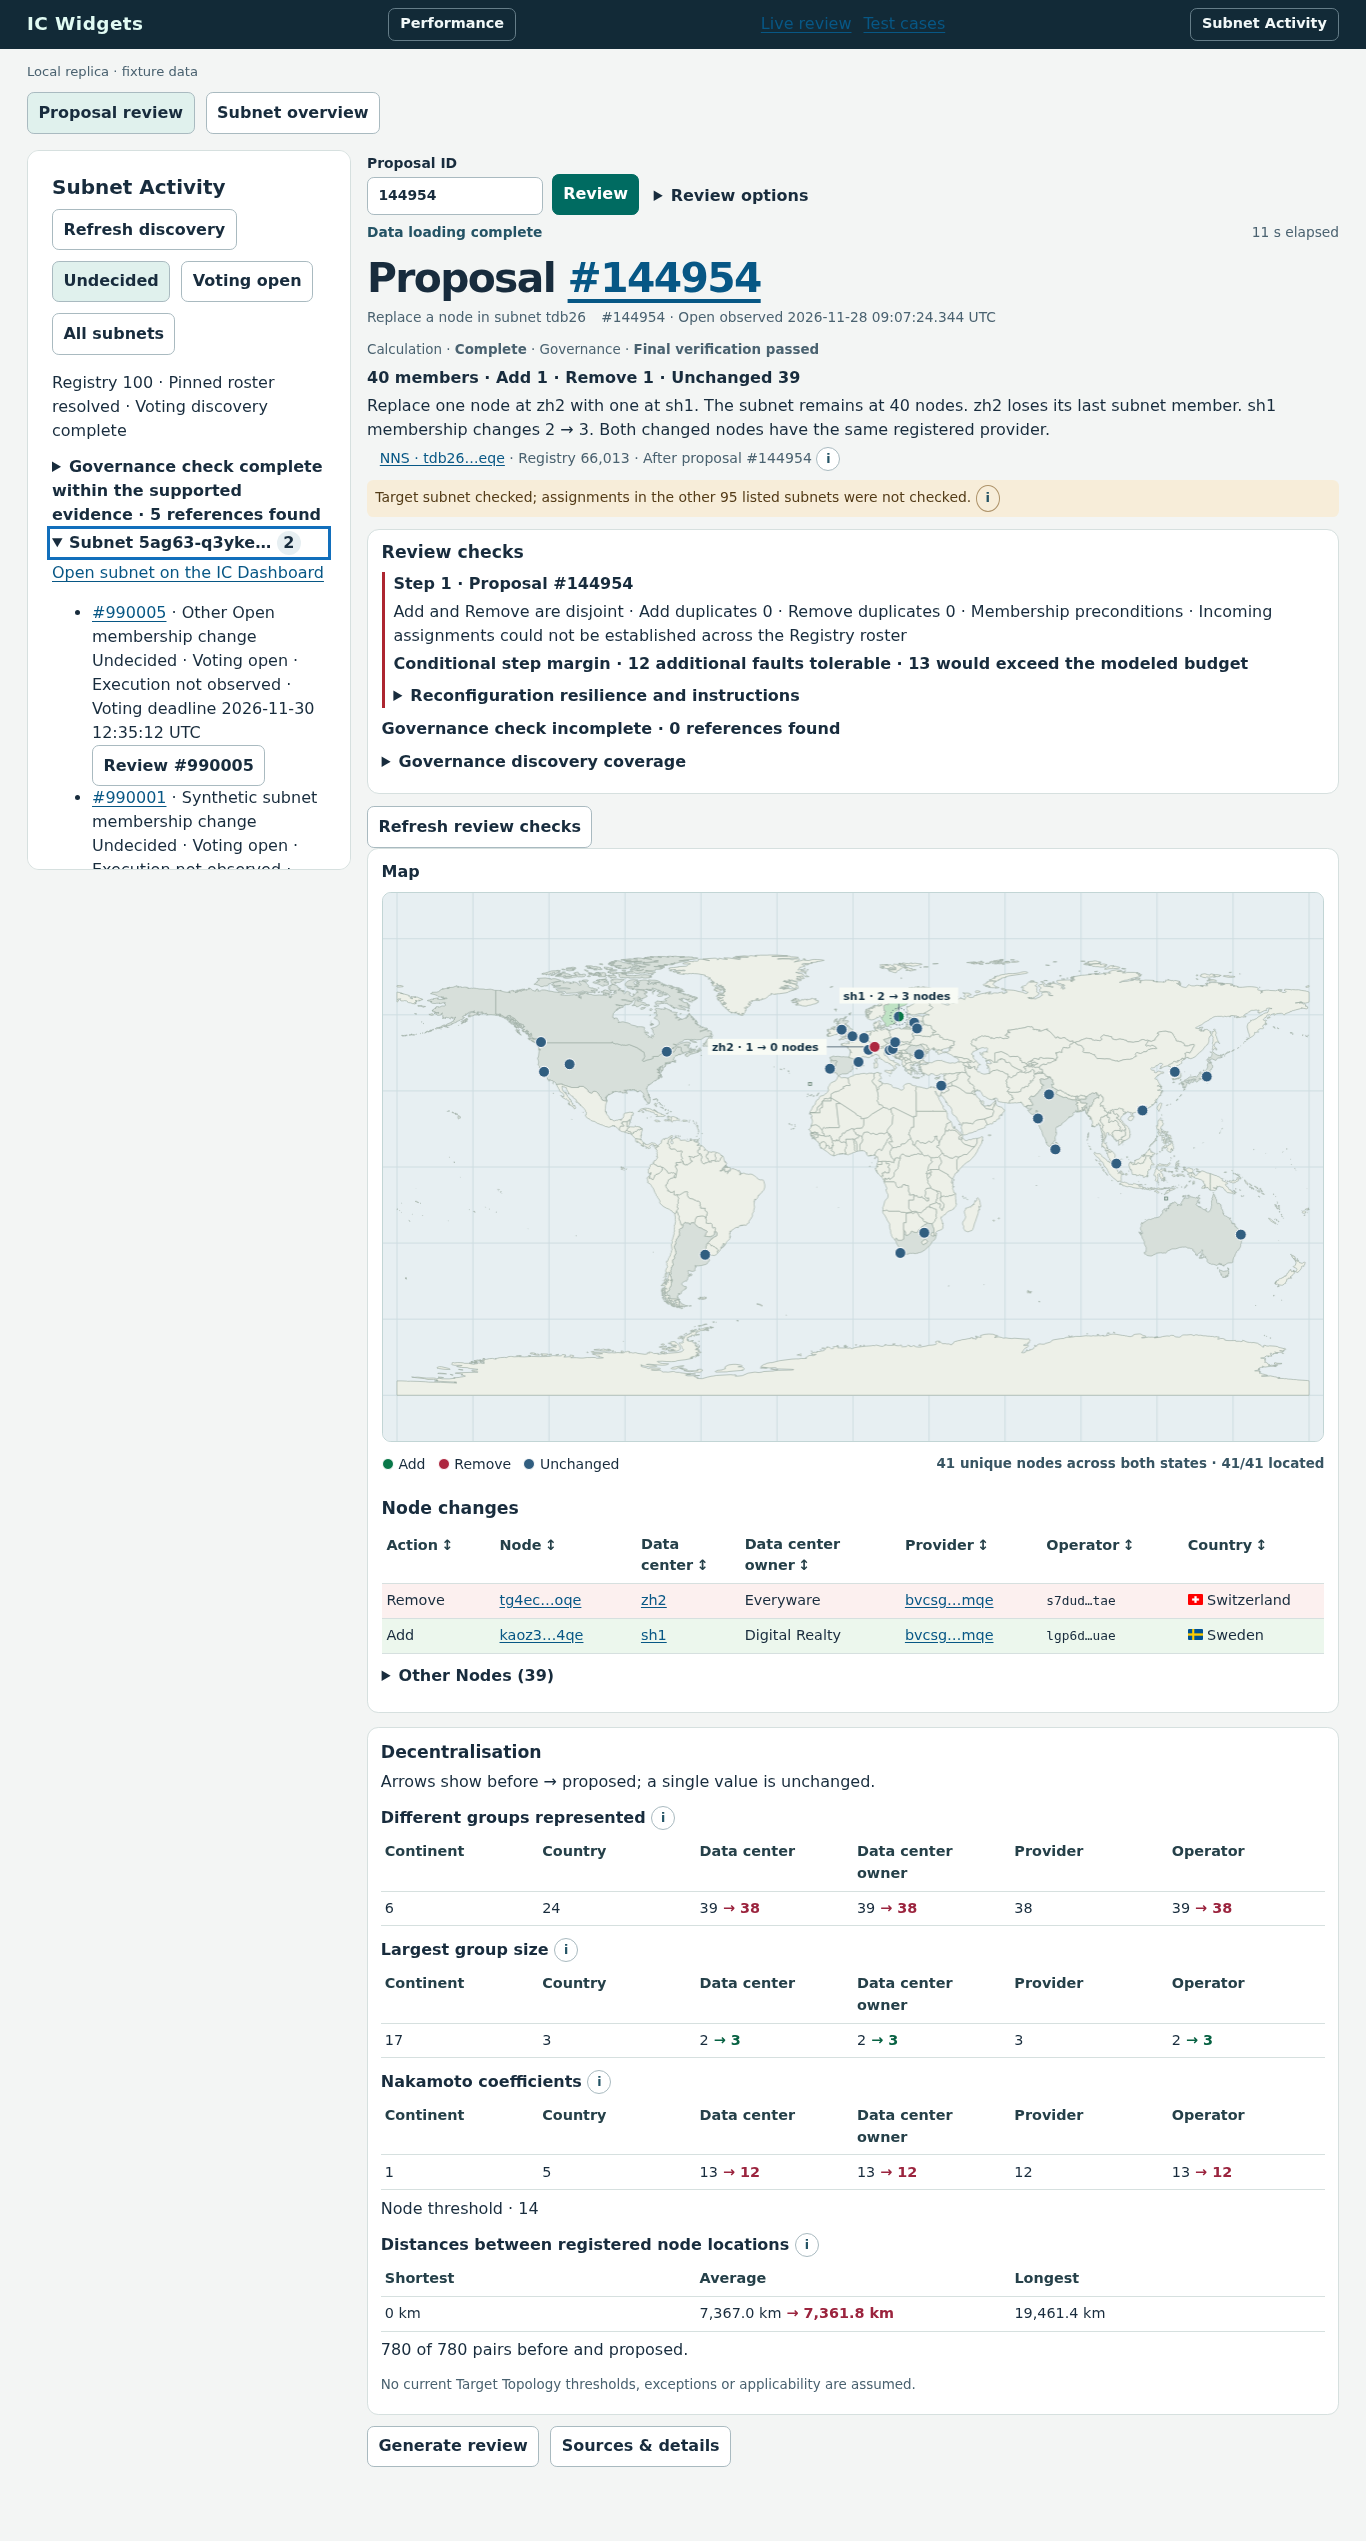 IC Widgets
Performance
Live review Test cases
Subnet Activity
Local replica · fixture data
Proposal review
Subnet overview
Subnet Activity
Refresh discovery
Undecided
Voting open
All subnets
Registry 100 · Pinned roster
resolved · Voting discovery
complete
▶ Governance check complete
within the supported
evidence · 5 references found
▼ Subnet 5ag63-q3yke… 2
Open subnet on the IC Dashboard
• #990005 · Other Open
membership change
Undecided · Voting open ·
Execution not observed ·
Voting deadline 2026-11-30
12:35:12 UTC
Review #990005
• #990001 · Synthetic subnet
membership change
Undecided · Voting open ·
Execution not observed ·
Proposal ID
144954
Review
▶ Review options
Data loading complete
11 s elapsed
Proposal #144954
Replace a node in subnet tdb26 #144954 · Open observed 2026-11-28 09:07:24.344 UTC
Calculation · Complete · Governance · Final verification passed
40 members · Add 1 · Remove 1 · Unchanged 39
Replace one node at zh2 with one at sh1. The subnet remains at 40 nodes. zh2 loses its last subnet member. sh1
membership changes 2 → 3. Both changed nodes have the same registered provider.
NNS · tdb26…eqe · Registry 66,013 · After proposal #144954 i
Target subnet checked; assignments in the other 95 listed subnets were not checked. i
Review checks
Step 1 · Proposal #144954
Add and Remove are disjoint · Add duplicates 0 · Remove duplicates 0 · Membership preconditions · Incoming
assignments could not be established across the Registry roster
Conditional step margin · 12 additional faults tolerable · 13 would exceed the modeled budget
▶ Reconfiguration resilience and instructions
Governance check incomplete · 0 references found
▶ Governance discovery coverage
Refresh review checks
Map
sh1 · 2 → 3 nodes
zh2 · 1 → 0 nodes
Add Remove Unchanged
41 unique nodes across both states · 41/41 located
Node changes
Action ↕ Node ↕ Data center ↕ Data center owner ↕ Provider ↕ Operator ↕ Country ↕
Remove tg4ec…oqe zh2 Everyware bvcsg…mqe s7dud…tae Switzerland
Add kaoz3…4qe sh1 Digital Realty bvcsg…mqe lgp6d…uae Sweden
▶ Other Nodes (39)
Decentralisation
Arrows show before → proposed; a single value is unchanged.
Different groups represented i
Continent Country Data center Data center owner Provider Operator
6 24 39 → 38 39 → 38 38 39 → 38
Largest group size i
Continent Country Data center Data center owner Provider Operator
17 3 2 → 3 2 → 3 3 2 → 3
Nakamoto coefficients i
Continent Country Data center Data center owner Provider Operator
1 5 13 → 12 13 → 12 12 13 → 12
Node threshold · 14
Distances between registered node locations i
Shortest Average Longest
0 km 7,367.0 km → 7,361.8 km 19,461.4 km
780 of 780 pairs before and proposed.
No current Target Topology thresholds, exceptions or applicability are assumed.
Generate review
Sources & details